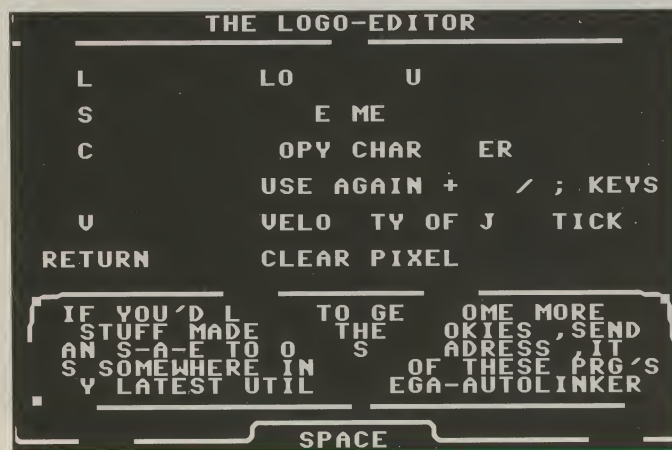 THE LOGO-EDITOR
L LO U
S E ME
C OPY CHAR ER
USE AGAIN + / ; KEYS
V VELO TY OF J TICK
RETURN CLEAR PIXEL
IF YOU'D L TO GE OME MORE
STUFF MADE THE OKIES ,SEND
AN S-A-E TO O S ADRESS ,IT
S SOMEWHERE IN OF THESE PRG'S
Y LATEST UTIL EGA-AUTOLINKER
SPACE